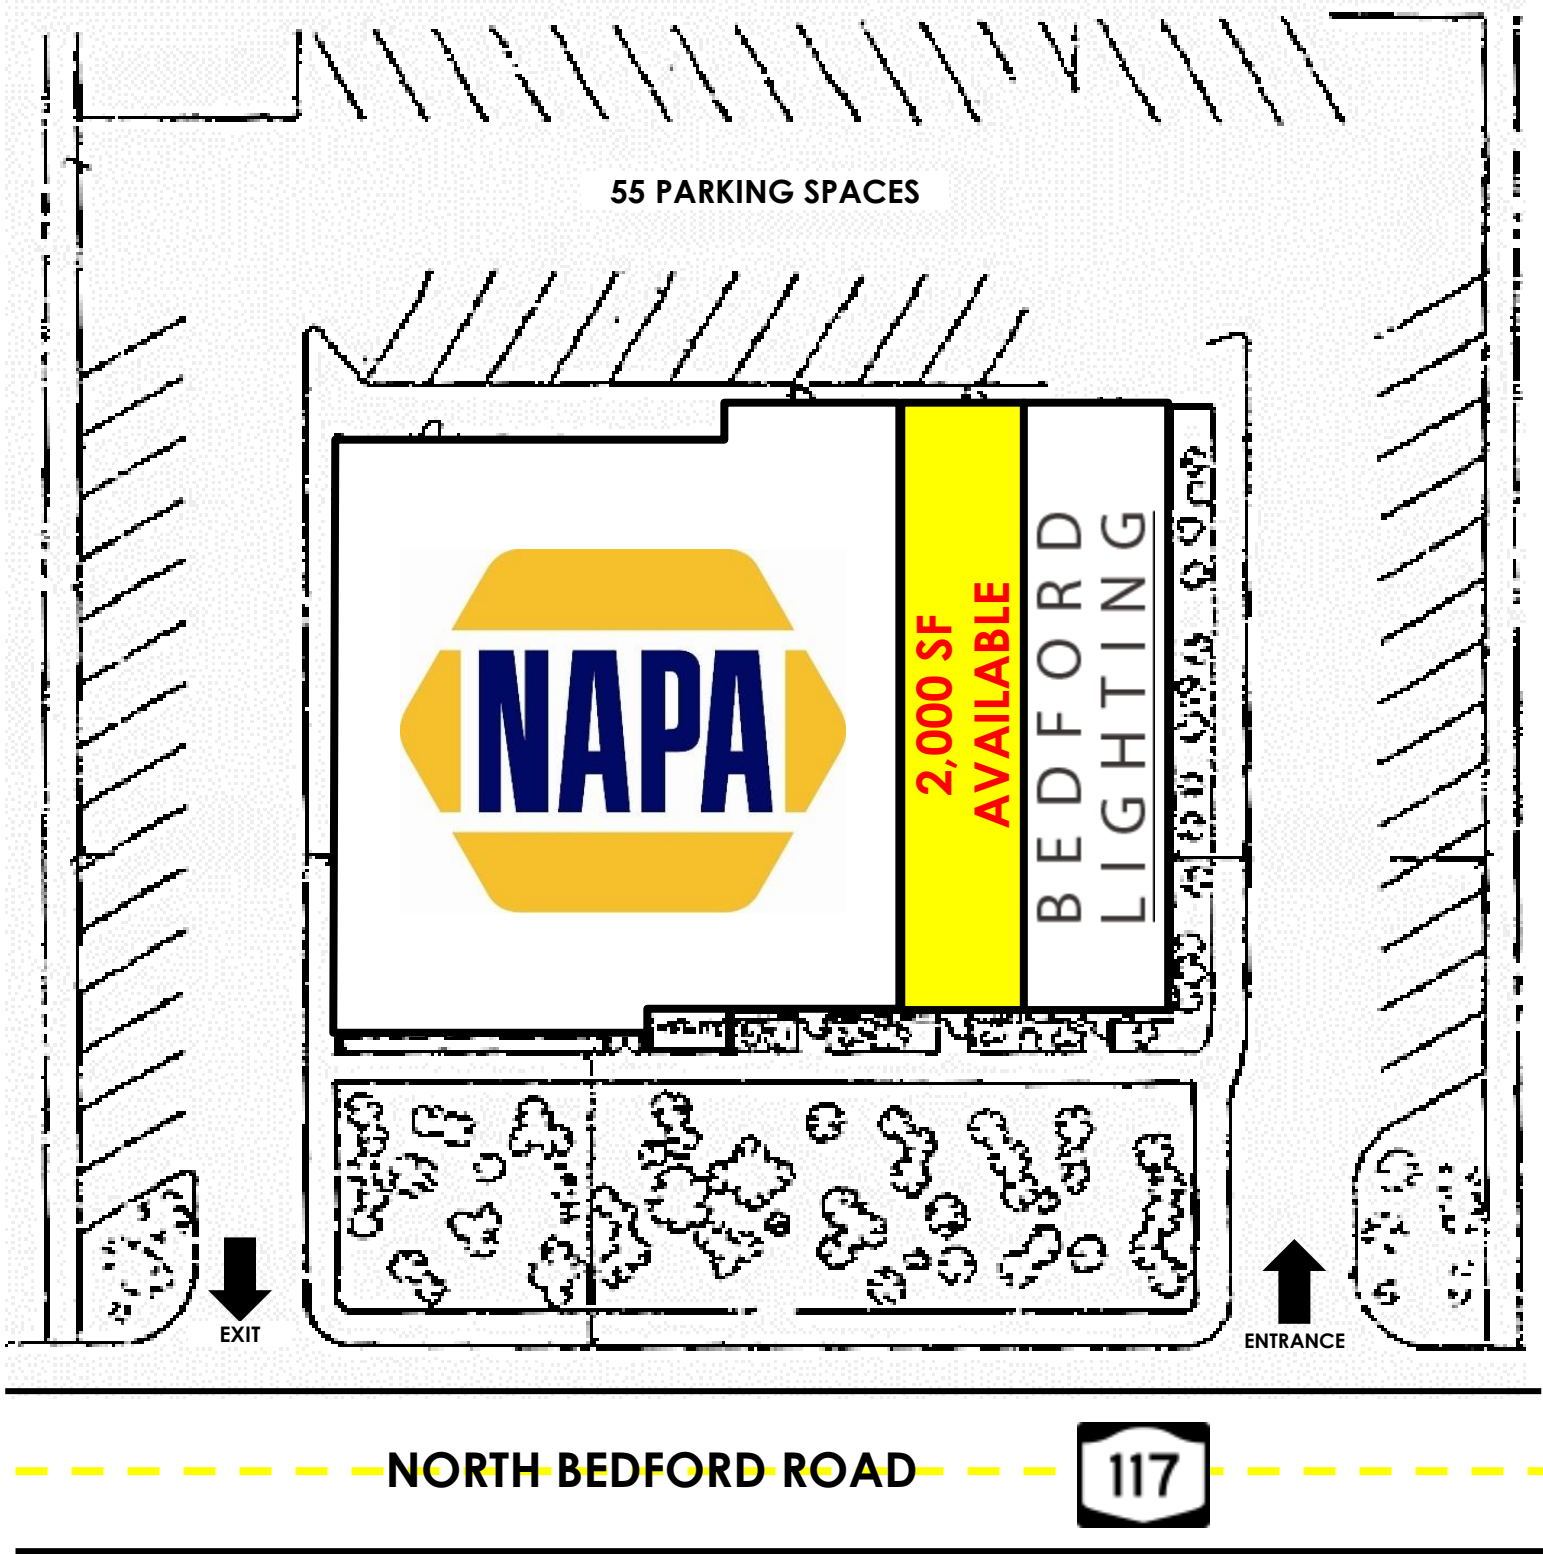 55 PARKING SPACES
NAPA
2,000 SF
AVAILABLE
BEDFORD
LIGHTING
EXIT
ENTRANCE
NORTH BEDFORD ROAD
117